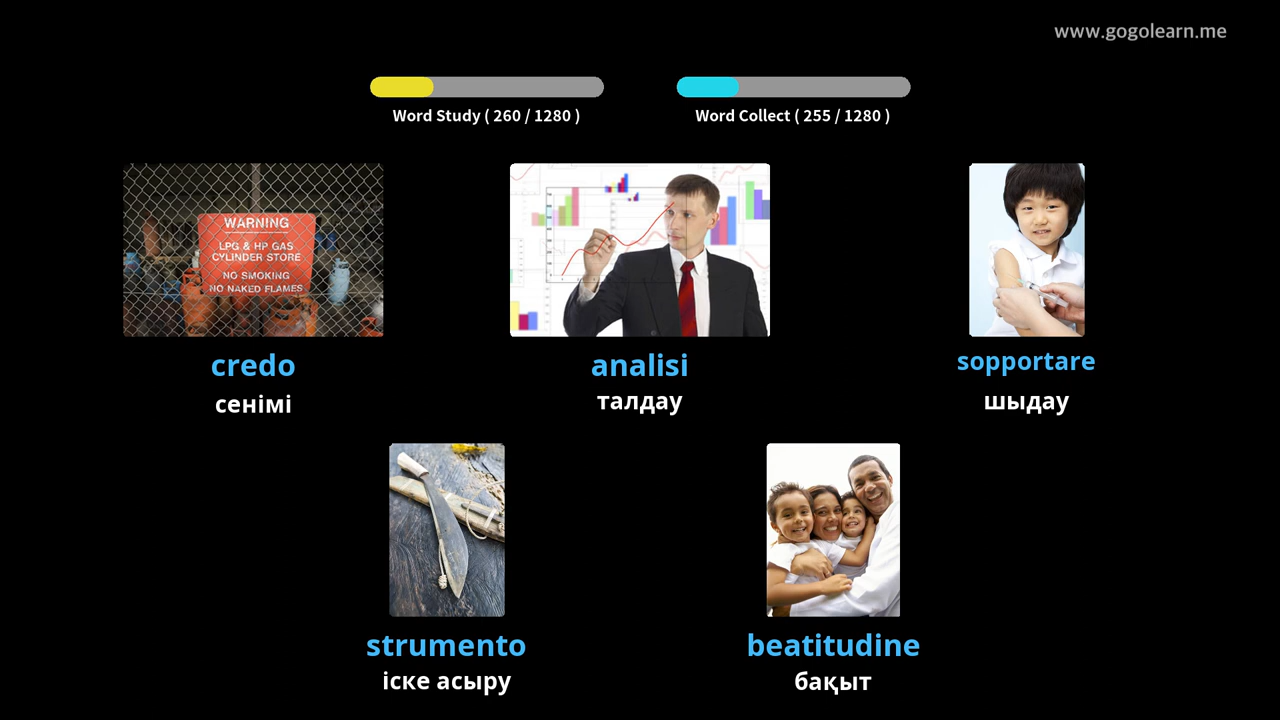 www.gogolearn.me
Word Study ( 260 / 1280 )
Word Collect ( 255 / 1280 )
WARNING
LPG & HP GAS
CYLINDER STORE
NO SMOKING
NO NAKED FLAMES
credo
сенімі
analisi
талдау
sopportare
шыдау
strumento
іске асыру
beatitudine
бақыт